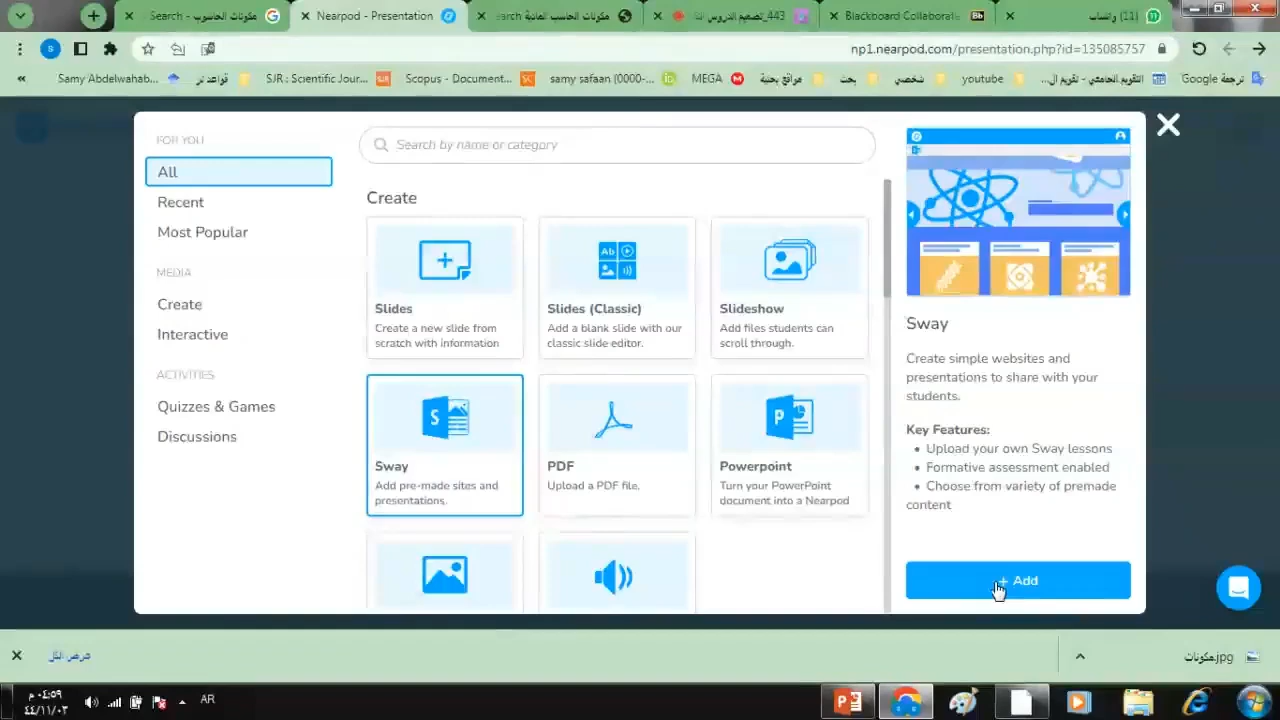 Search - مكونات الحاسوب
Nearpod - Presentation
مكونات الحاسب المادية
Blackboard Collaborat
(11) واتساب
np1.nearpod.com/presentation.php?id=135085757
«
Samy Abdelwahab...
قواعد
SJR : Scientific Jour...
Scopus - Document...
samy safaan (0000-...
MEGA
مواقع بحثية
بحث
شخصي
youtube
التقويم الجامعي - تقويم ال...
ترجمة Google
FOR YOU
All
Recent
Most Popular
MEDIA
Create
Interactive
ACTIVITIES
Quizzes & Games
Discussions
Search by name or category
Create
Slides
Create a new slide from
scratch with information
Slides (Classic)
Add a blank slide with our
classic slide editor.
Slideshow
Add files students can
scroll through.
Sway
Add pre-made sites and
presentations.
PDF
Upload a PDF file.
Powerpoint
Turn your PowerPoint
document into a Nearpod
Sway
Create simple websites and
presentations to share with your
students.
Key Features:
• Upload your own Sway lessons
• Formative assessment enabled
• Choose from variety of premade
content
+ Add
عرض الكل
مكونات.jpg
AR
٠٤:٥٩ م
٤٤/١١/٠٣